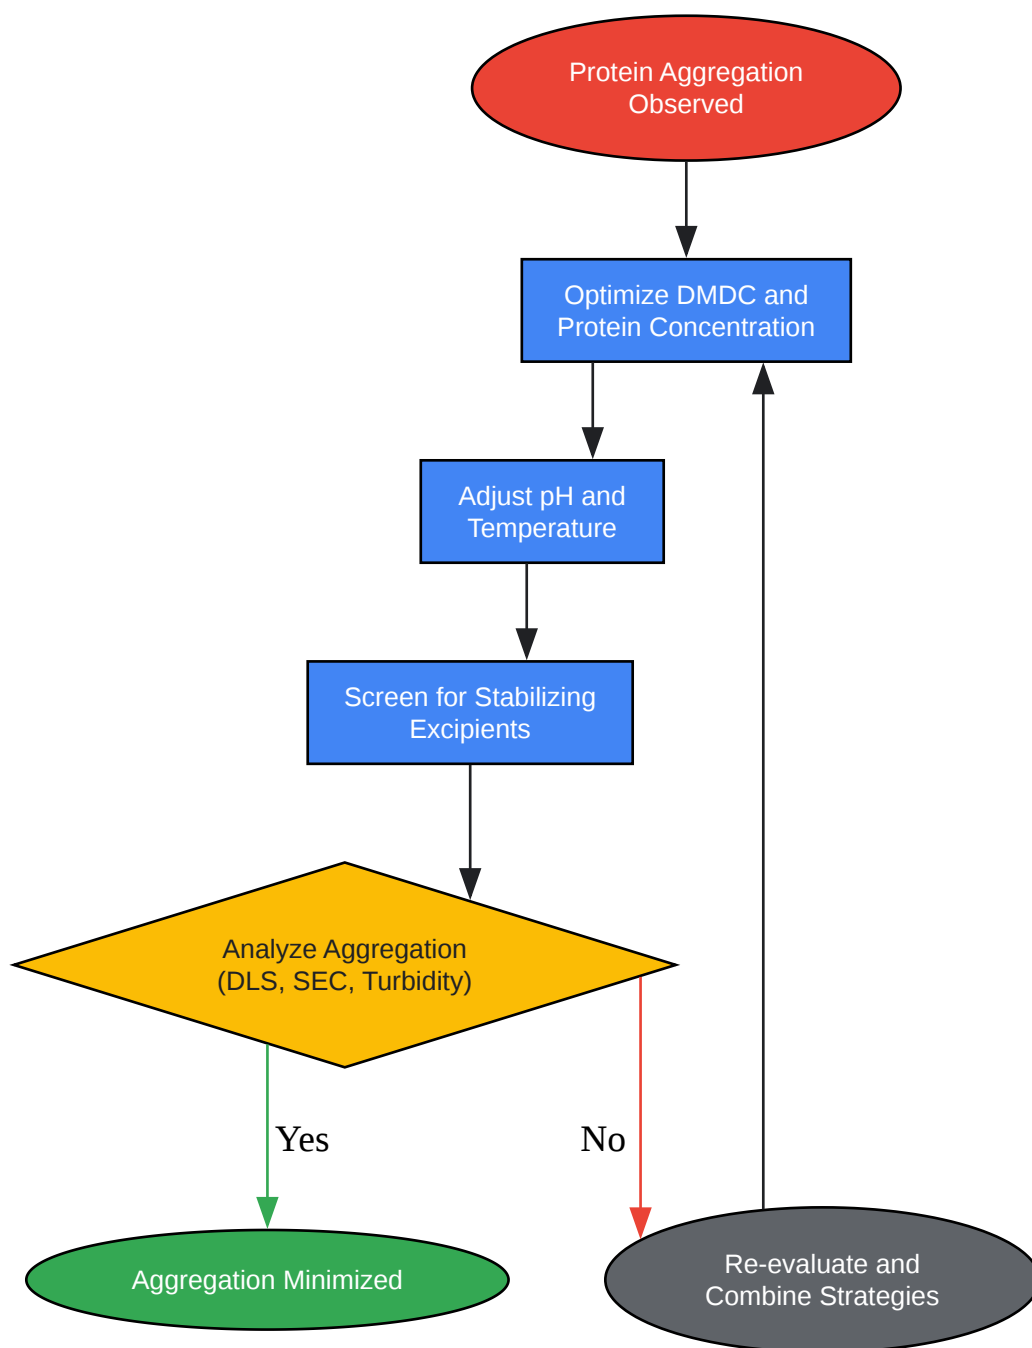 Protein Aggregation
Observed
Optimize DMDC and
Protein Concentration
Adjust pH and
Temperature
Screen for Stabilizing
Excipients
Analyze Aggregation
(DLS, SEC, Turbidity)
Yes
No
Aggregation Minimized
Re-evaluate and
Combine Strategies